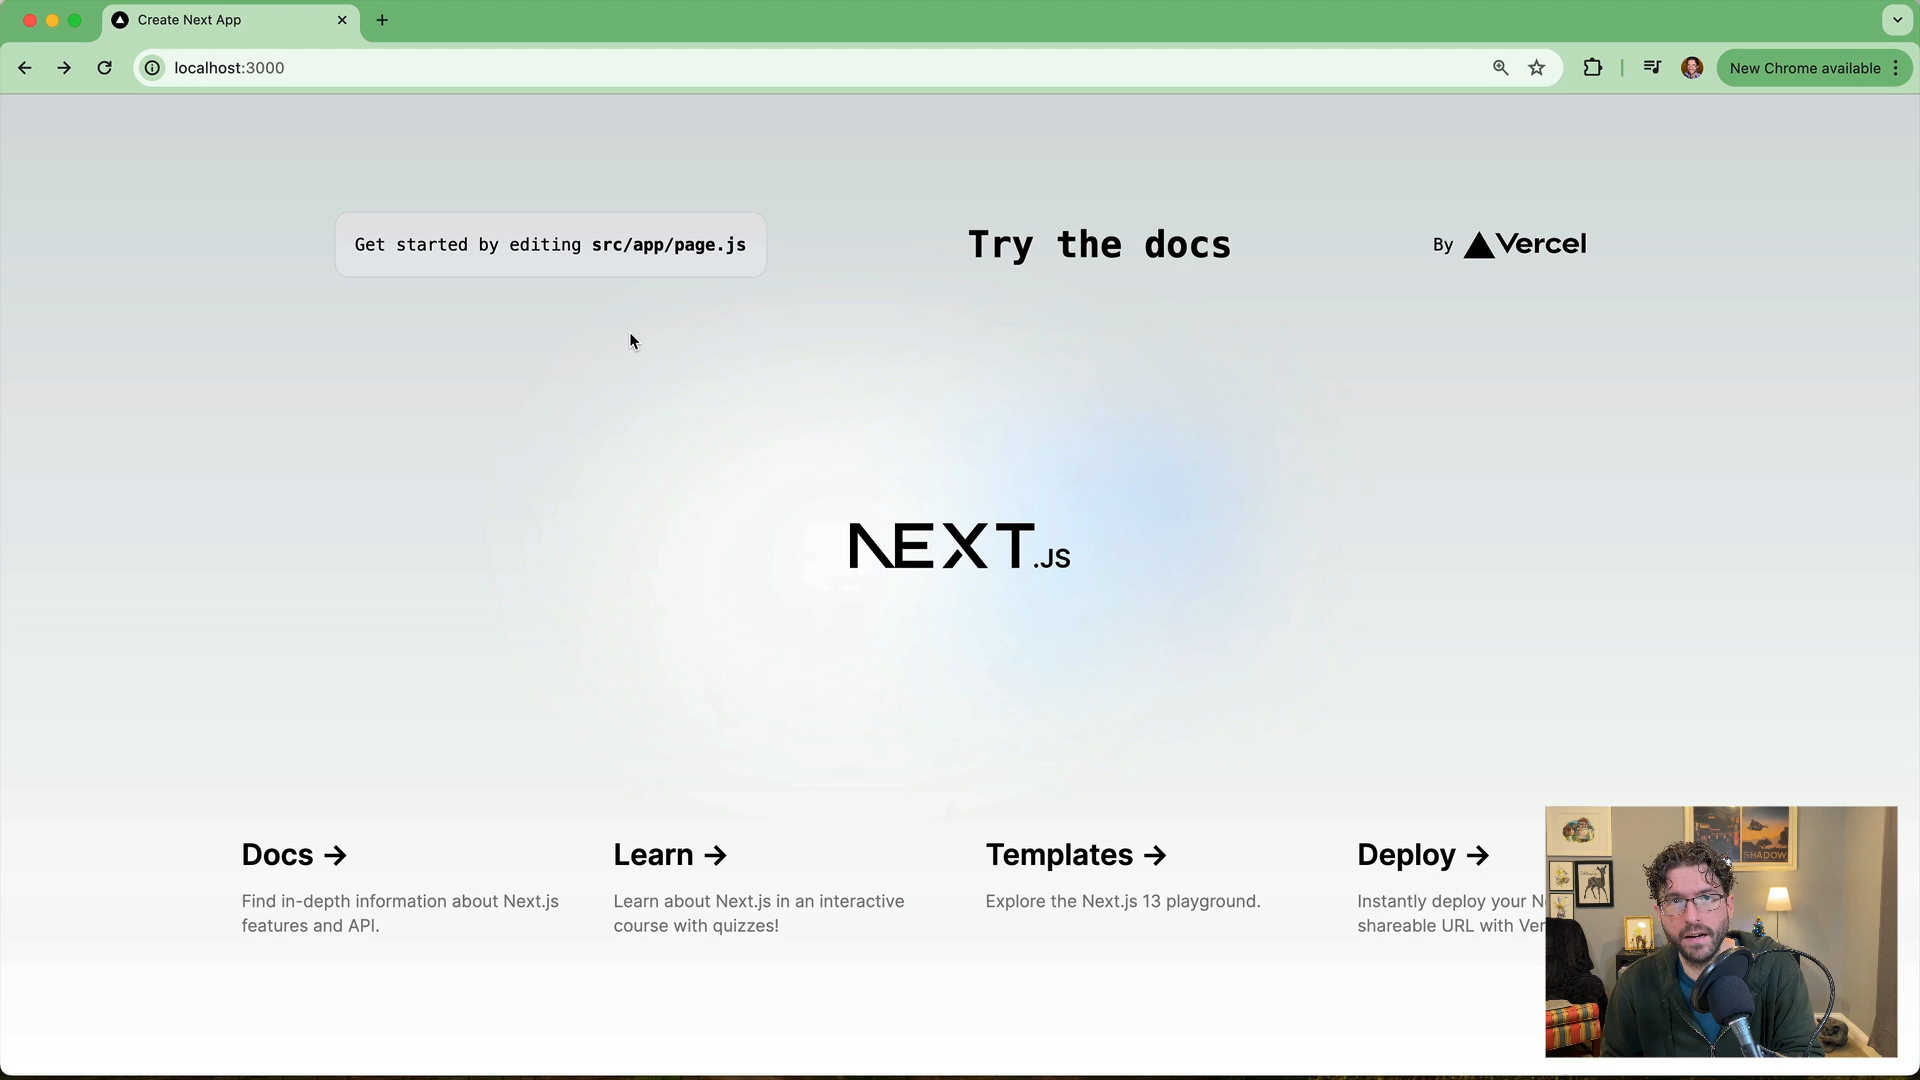 Create Next App
localhost:3000
New Chrome available
Get started by editing src/app/page.js
Try the docs
By Vercel
NEXT.JS
Docs →
Find in-depth information about Next.js
features and API.
Learn →
Learn about Next.js in an interactive
course with quizzes!
Templates →
Explore the Next.js 13 playground.
Deploy →
Instantly deploy your
shareable URL with
SHADOW